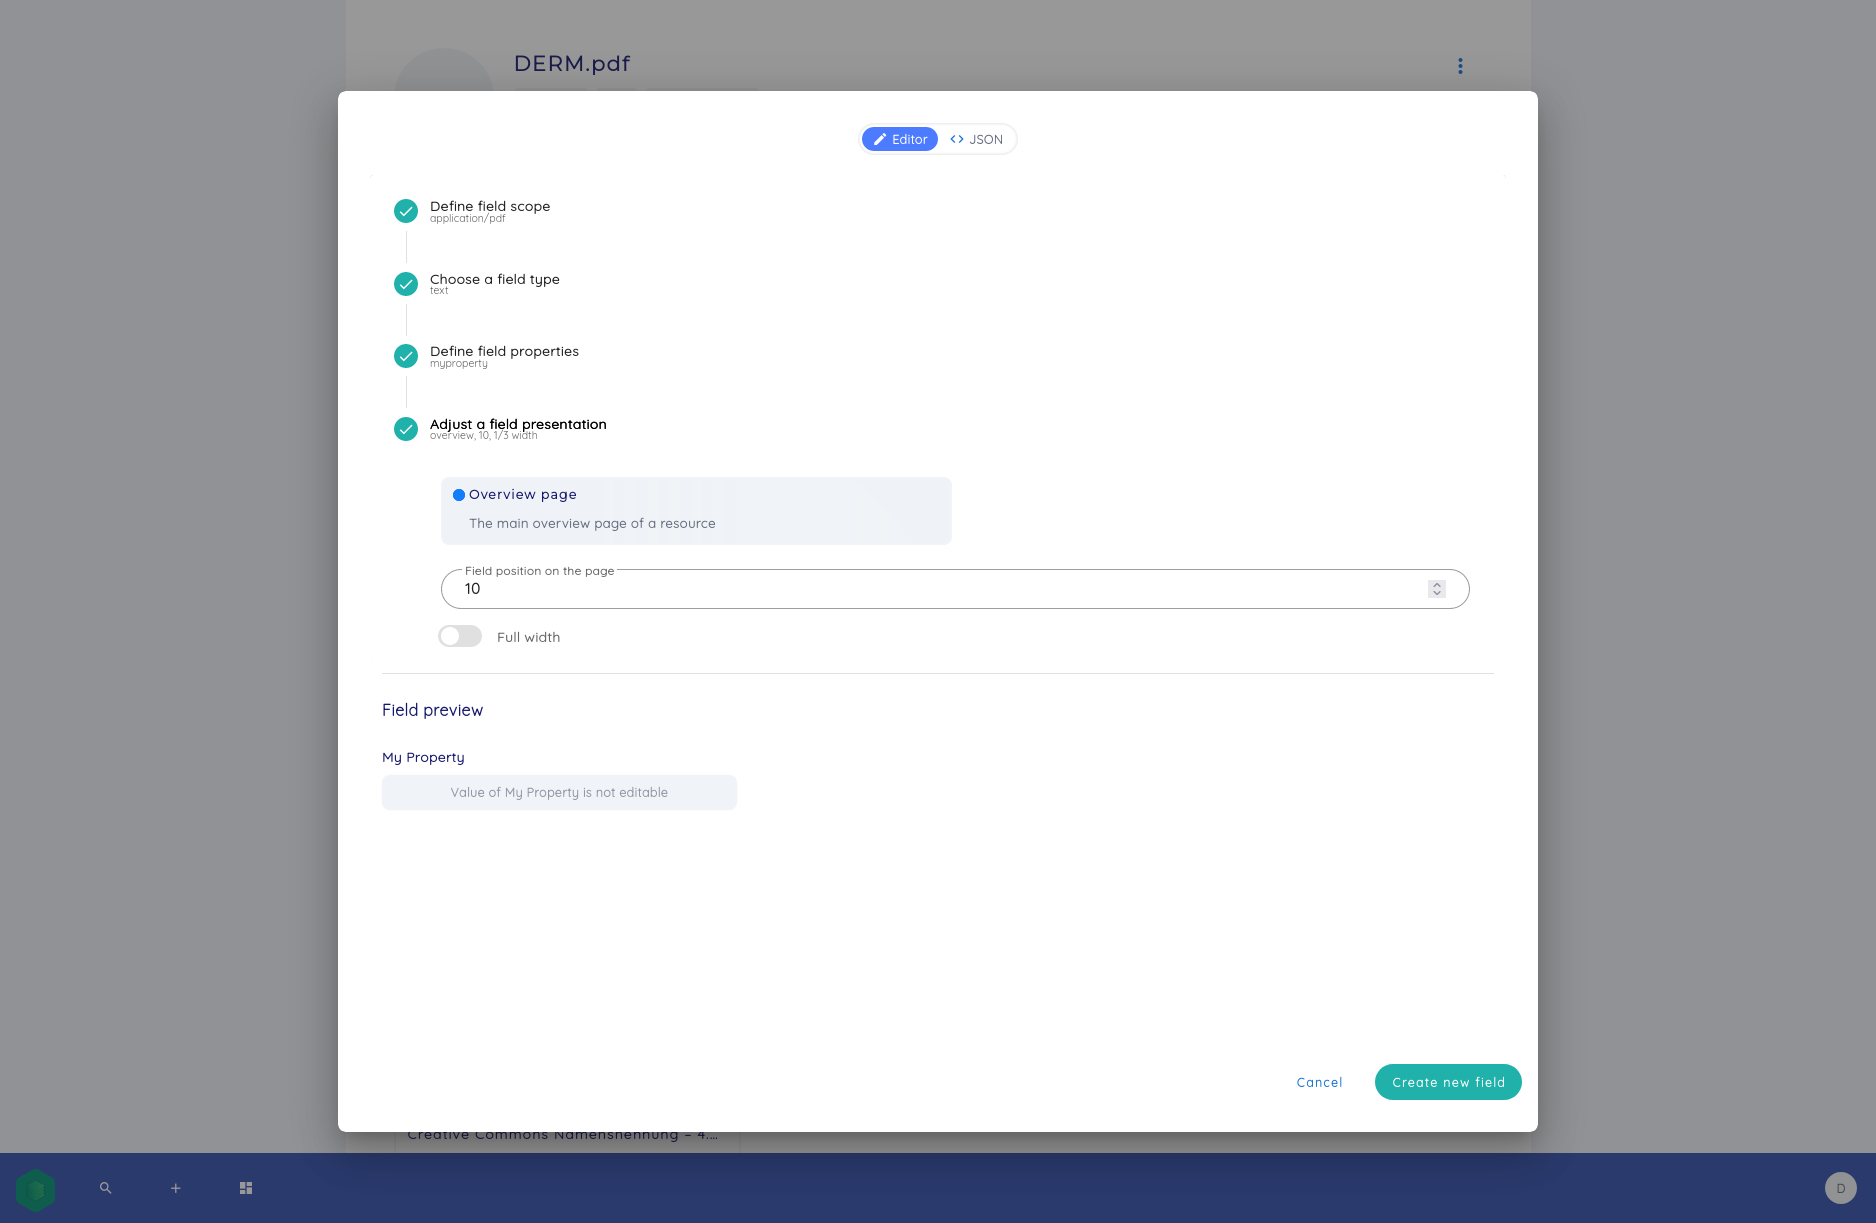 DERM.pdf
Editor
JSON
Define field scope
application/pdf
Choose a field type
text
Define field properties
myproperty
Adjust a field presentation
overview, 10, 1/3 width
Overview page
The main overview page of a resource
Field position on the page
10
Full width
Field preview
My Property
Value of My Property is not editable
Cancel
Create new field
Creative Commons Namensnennung – 4....
D